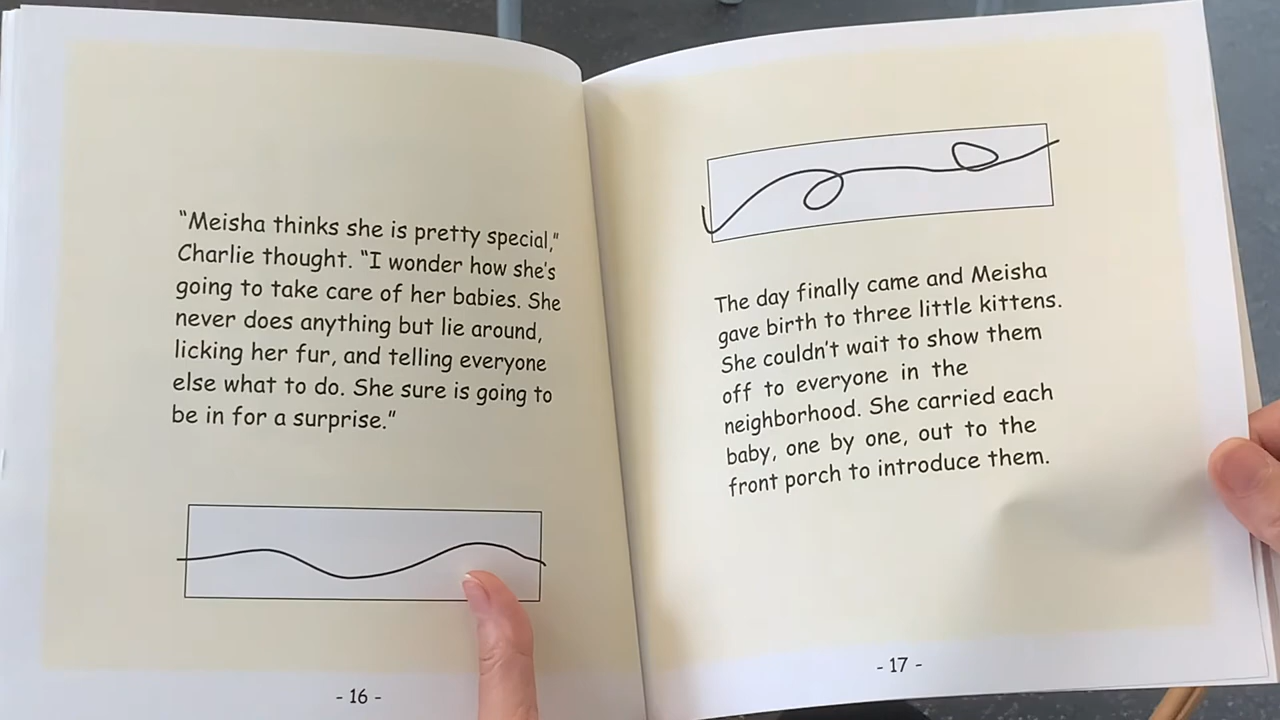 "Meisha thinks she is pretty special,"
Charlie thought. "I wonder how she's
going to take care of her babies. She
never does anything but lie around,
licking her fur, and telling everyone
else what to do. She sure is going to
be in for a surprise."
- 16 -
The day finally came and Meisha
gave birth to three little kittens.
She couldn't wait to show them
off to everyone in the
neighborhood. She carried each
baby, one by one, out to the
front porch to introduce them.
- 17 -